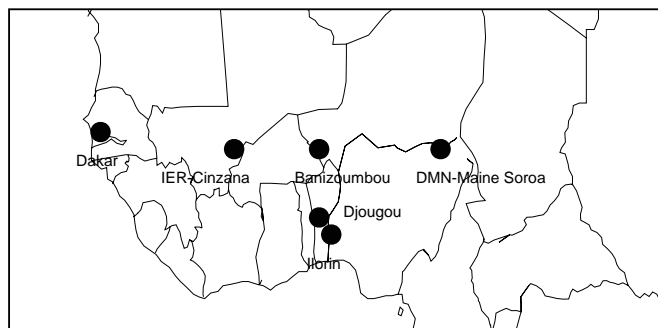 Dakar
IER-Cinzana
Banizoumbou
DMN-Maine Soroa
Djougou
Ilorin